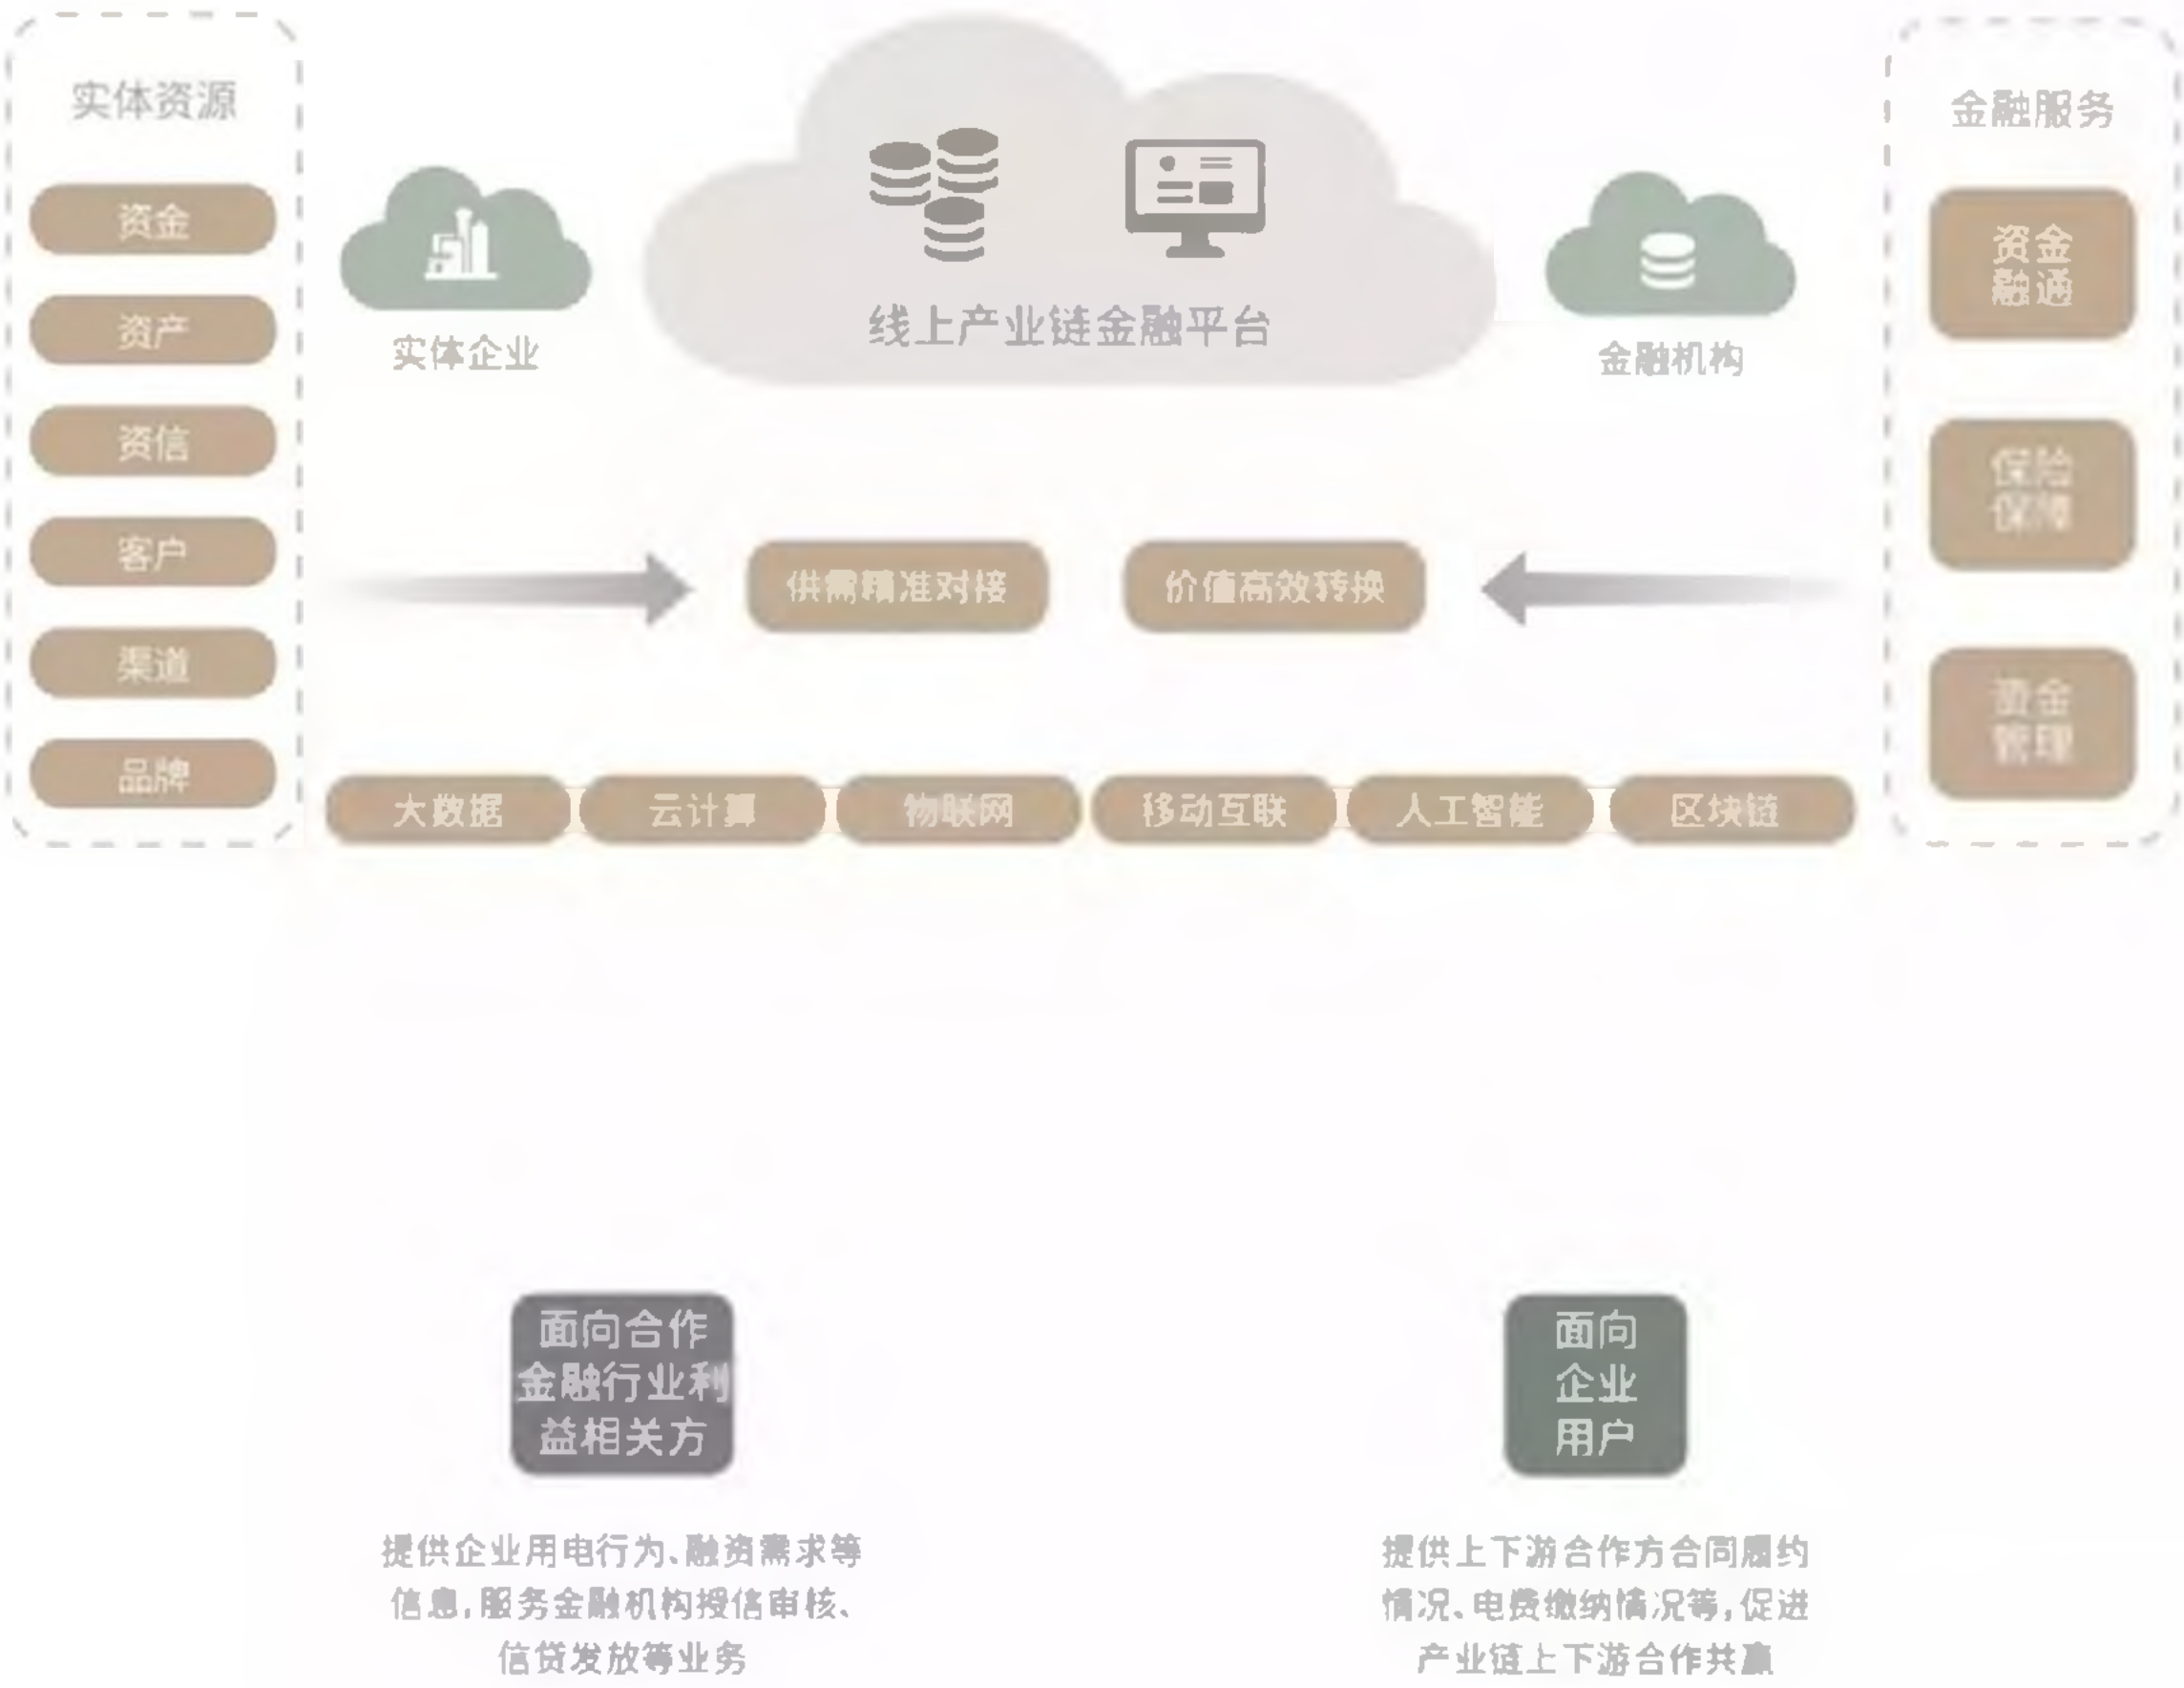 实体资源
资金
资产
资信
客户
渠道
品牌
实体企业
线上产业链金融平台
金融机构
供需精准对接
价值高效转换
大数据
云计算
物联网
移动互联
人工智能
区块链
金融服务
资金
融通
保险
保障
资金
管理
面向合作
金融行业利
益相关方
提供企业用电行为、融资需求等
信息,服务金融机构授信审核、
信贷发放等业务
面向
企业
用户
提供上下游合作方合同履约
情况、电费缴纳情况等,促进
产业链上下游合作共赢